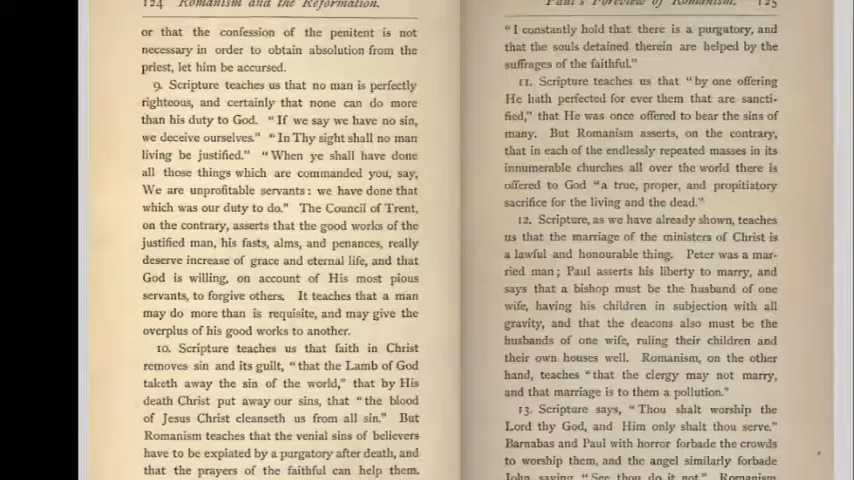 124 Romanism and the Reformation.
or that the confession of the penitent is not
necessary in order to obtain absolution from the
priest, let him be accursed.
9. Scripture teaches us that no man is perfectly
righteous, and certainly that none can do more
than his duty to God. "If we say we have no sin,
we deceive ourselves." "In Thy sight shall no man
living be justified." "When ye shall have done
all those things which are commanded you, say,
We are unprofitable servants: we have done that
which was our duty to do." The Council of Trent,
on the contrary, asserts that the good works of the
justified man, his fasts, alms, and penances, really
deserve increase of grace and eternal life, and that
God is willing, on account of His most pious
servants, to forgive others. It teaches that a man
may do more than is requisite, and may give the
overplus of his good works to another.
10. Scripture teaches us that faith in Christ
removes sin and its guilt, "that the Lamb of God
taketh away the sin of the world," that by His
death Christ put away our sins, that "the blood
of Jesus Christ cleanseth us from all sin." But
Romanism teaches that the venial sins of believers
have to be expiated by a purgatory after death, and
that the prayers of the faithful can help them.
Paul's Foreview of Romanism. 125
"I constantly hold that there is a purgatory, and
that the souls detained therein are helped by the
suffrages of the faithful."
11. Scripture teaches us that "by one offering
He hath perfected for ever them that are sancti-
fied," that He was once offered to bear the sins of
many. But Romanism asserts, on the contrary,
that in each of the endlessly repeated masses in its
innumerable churches all over the world there is
offered to God "a true, proper, and propitiatory
sacrifice for the living and the dead."
12. Scripture, as we have already shown, teaches
us that the marriage of the ministers of Christ is
a lawful and honourable thing. Peter was a mar-
ried man; Paul asserts his liberty to marry, and
says that a bishop must be the husband of one
wife, having his children in subjection with all
gravity, and that the deacons also must be the
husbands of one wife, ruling their children and
their own houses well. Romanism, on the other
hand, teaches "that the clergy may not marry,
and that marriage is to them a pollution."
13. Scripture says, "Thou shalt worship the
Lord thy God, and Him only shalt thou serve."
Barnabas and Paul with horror forbade the crowds
to worship them, and the angel similarly forbade
John, saying, "See thou do it not." Romanism